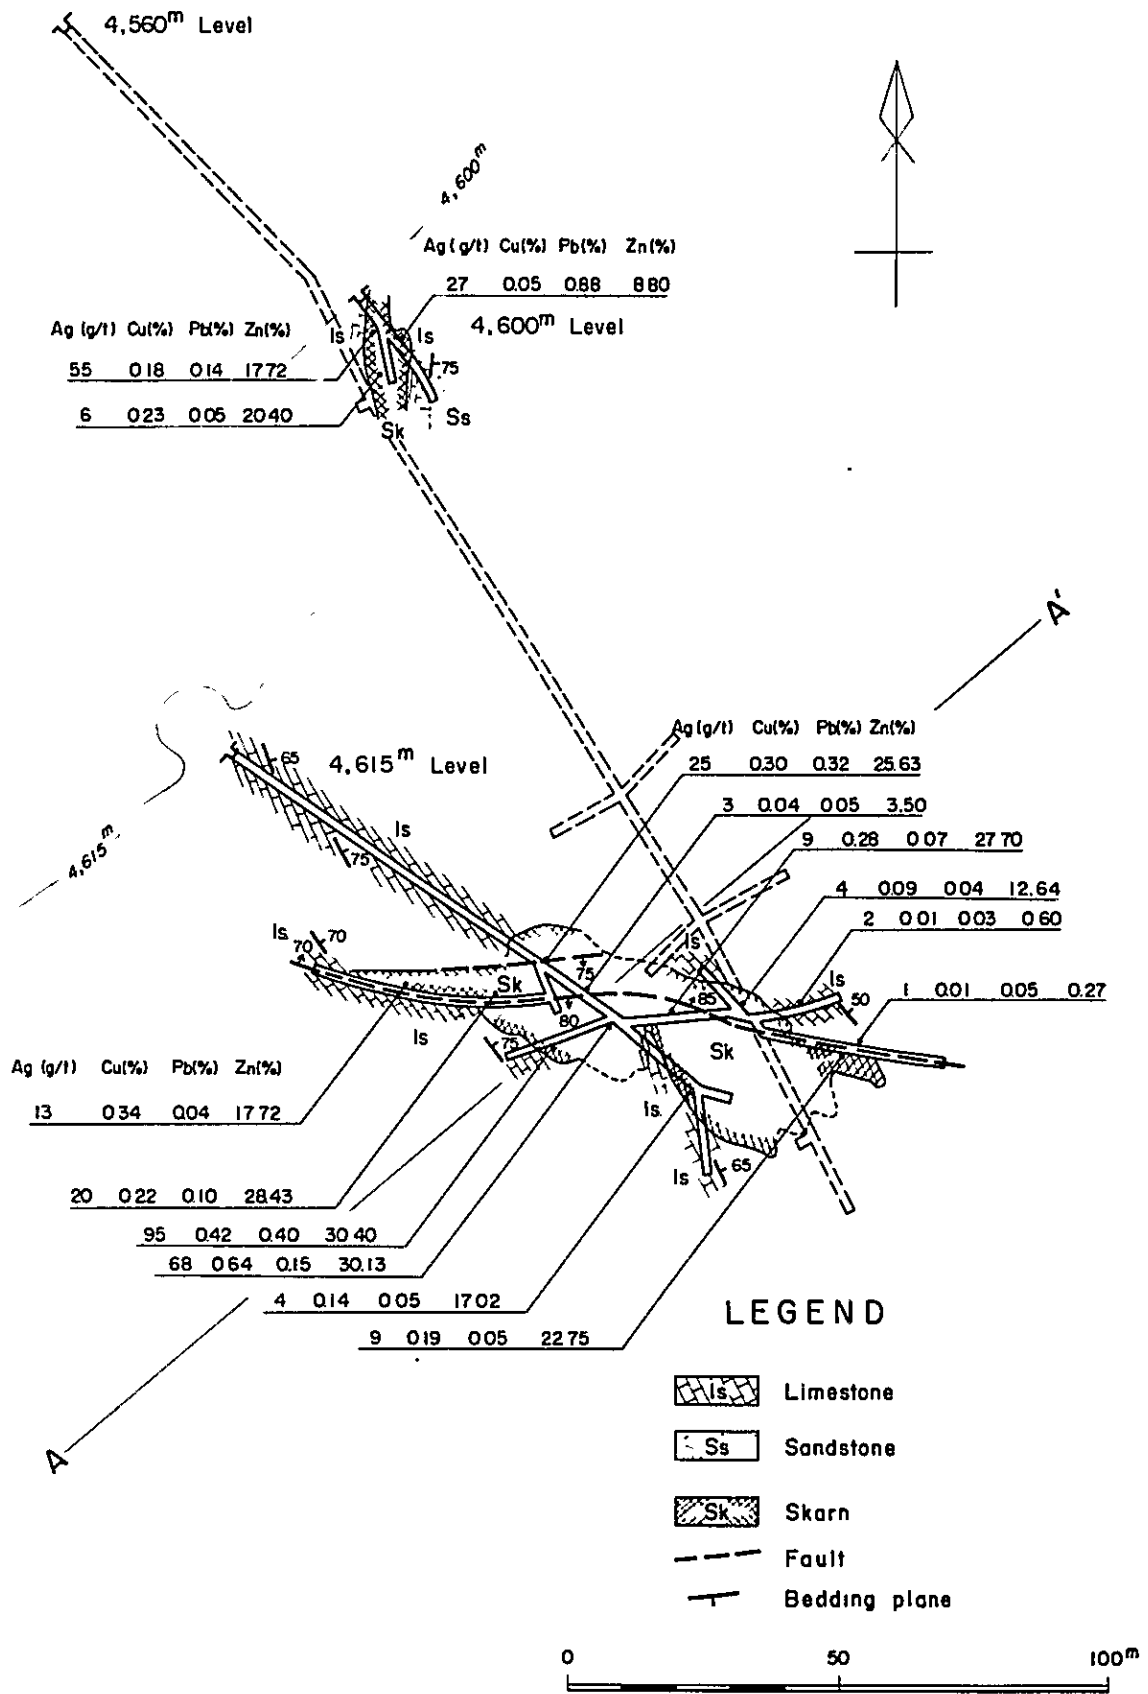 4,560m Level
4,600m
Ag(g/t) Cu(%) Pb(%) Zn(%)
27 0.05 0.88 8.80
4,600m Level
Ag (g/t) Cu(%) Pb(%) Zn(%)
ls ls
55 0.18 0.14 17.72
75
6 0.23 0.05 20.40
Ss
Sk
A'
Ag(g/t) Cu(%) Pb(%) Zn(%)
65
4,615m Level
25 0.30 0.32 25.63
3 0.04 0.05 3.50
ls
9 0.28 0.07 27.70
4,615m
75
4 0.09 0.04 12.64
2 0.01 0.03 0.60
ls. 70 70
ls
75
Sk
ls
85
50
1 0.01 0.05 0.27
80
ls
75
Sk
Ag (g/t) Cu(%) Pb(%) Zn(%)
13 0.34 0.04 17.72
ls.
ls
65
20 0.22 0.10 28.43
95 0.42 0.40 30.40
68 0.64 0.15 30.13
4 0.14 0.05 17.02
9 0.19 0.05 22.75
A
LEGEND
ls Limestone
Ss Sandstone
Sk Skarn
Fault
Bedding plane
0 50 100m